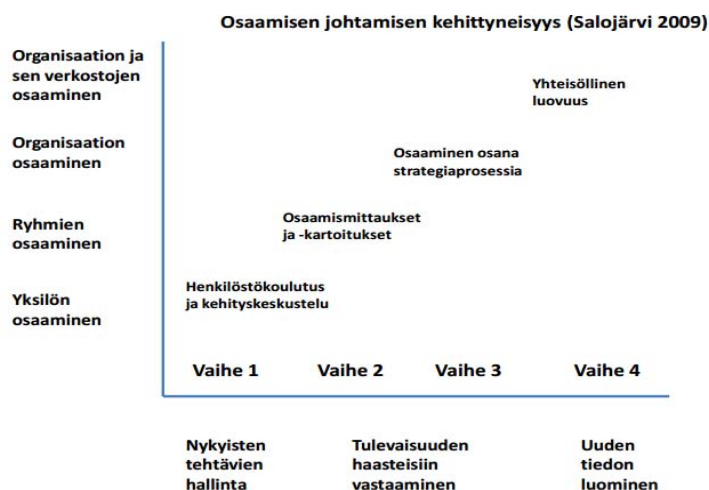 Osaamisen johtamisen kehittyneisyys (Salojärvi 2009)
Organisaation ja
sen verkostojen
osaaminen
Yhteisöllinen
luovuus
Organisaation
osaaminen
Osaaminen osana
strategiaprosessia
Ryhmien
osaaminen
Osaamismittaukset
ja -kartoitukset
Yksilön
osaaminen
Henkilöstökoulutus
ja kehityskeskustelu
Vaihe 1
Vaihe 2
Vaihe 3
Vaihe 4
Nykyisten
tehtävien
hallinta
Tulevaisuuden
haasteisiin
vastaaminen
Uuden
tiedon
luominen